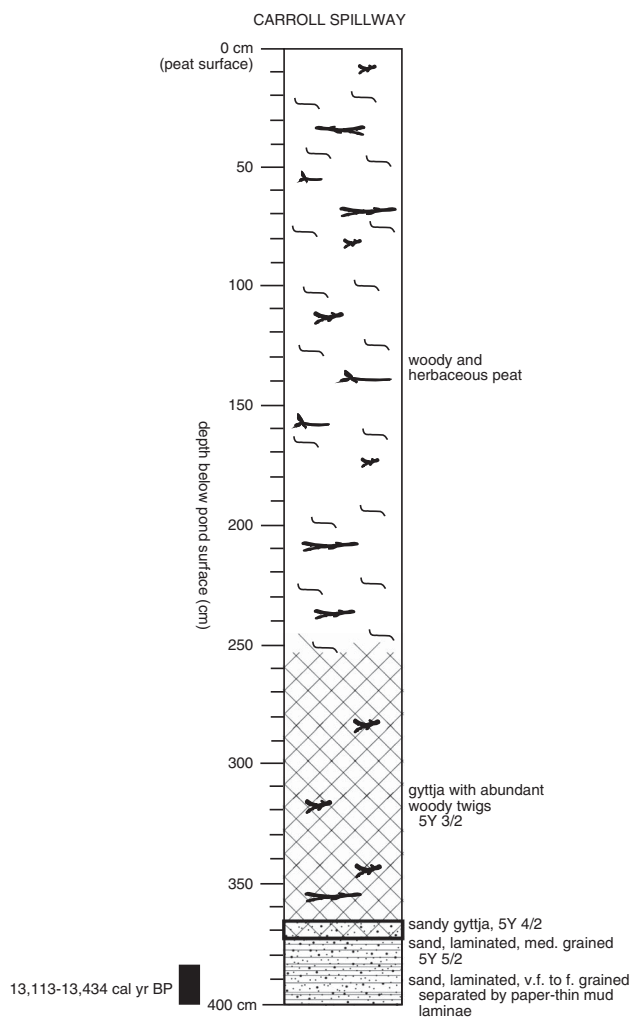 CARROLL SPILLWAY
0 cm
(peat surface)
50
100
woody and
herbaceous peat
150
depth below pond surface (cm)
200
250
300
gyttja with abundant
woody twigs
5Y 3/2
350
sandy gyttja, 5Y 4/2
sand, laminated, med. grained
5Y 5/2
sand, laminated, v.f. to f. grained
separated by paper-thin mud
laminae
13,113-13,434 cal yr BP
400 cm